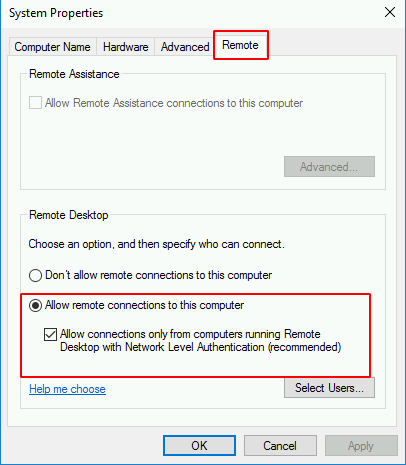 System Properties
Computer Name
Hardware
Advanced
Remote
Remote Assistance
Allow Remote Assistance connections to this computer
Advanced...
Remote Desktop
Choose an option, and then specify who can connect.
Don't allow remote connections to this computer
Allow remote connections to this computer
Allow connections only from computers running Remote
Desktop with Network Level Authentication (recommended)
Help me choose
Select Users...
OK
Cancel
Apply